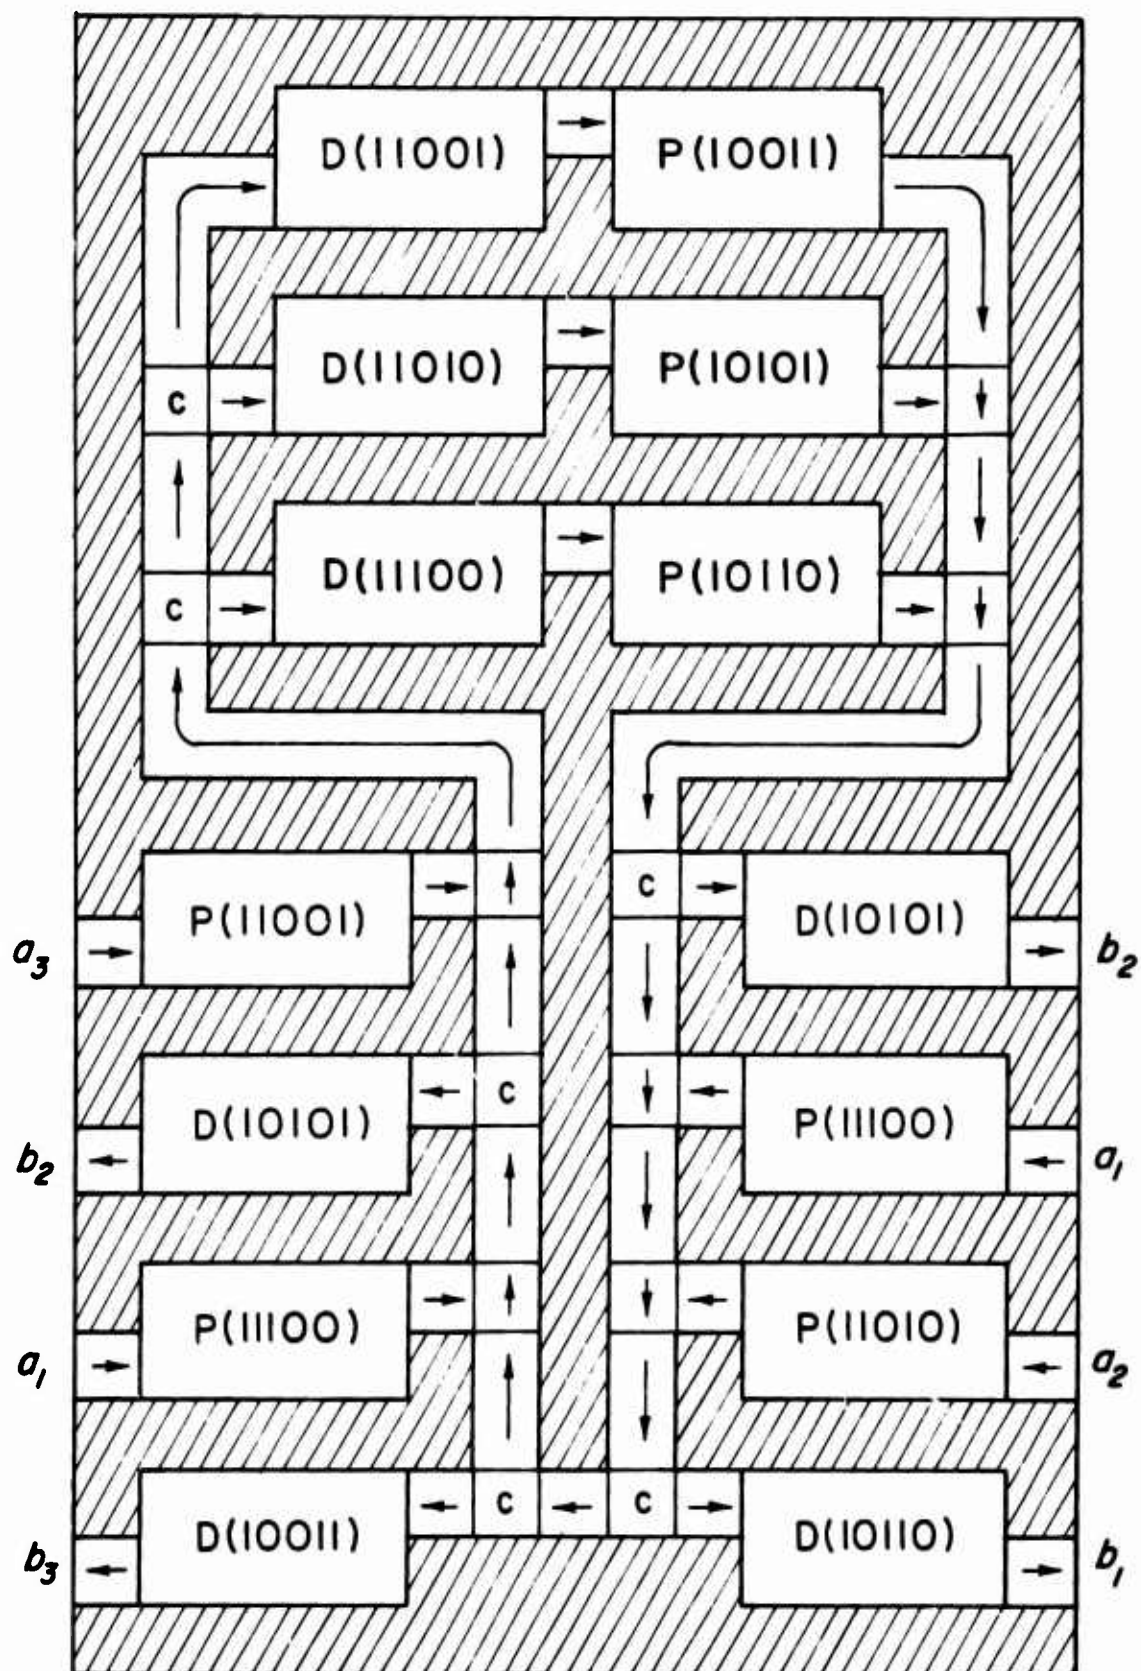 D(11001) P(10011)
D(11010) P(10101)
C
D(11100) P(10110)
C
P(11001) C D(10101)
a3 b2
D(10101) C P(11100)
b2 a1
P(11100) P(11010)
a1 a2
D(10011) C C D(10110)
b3 b1